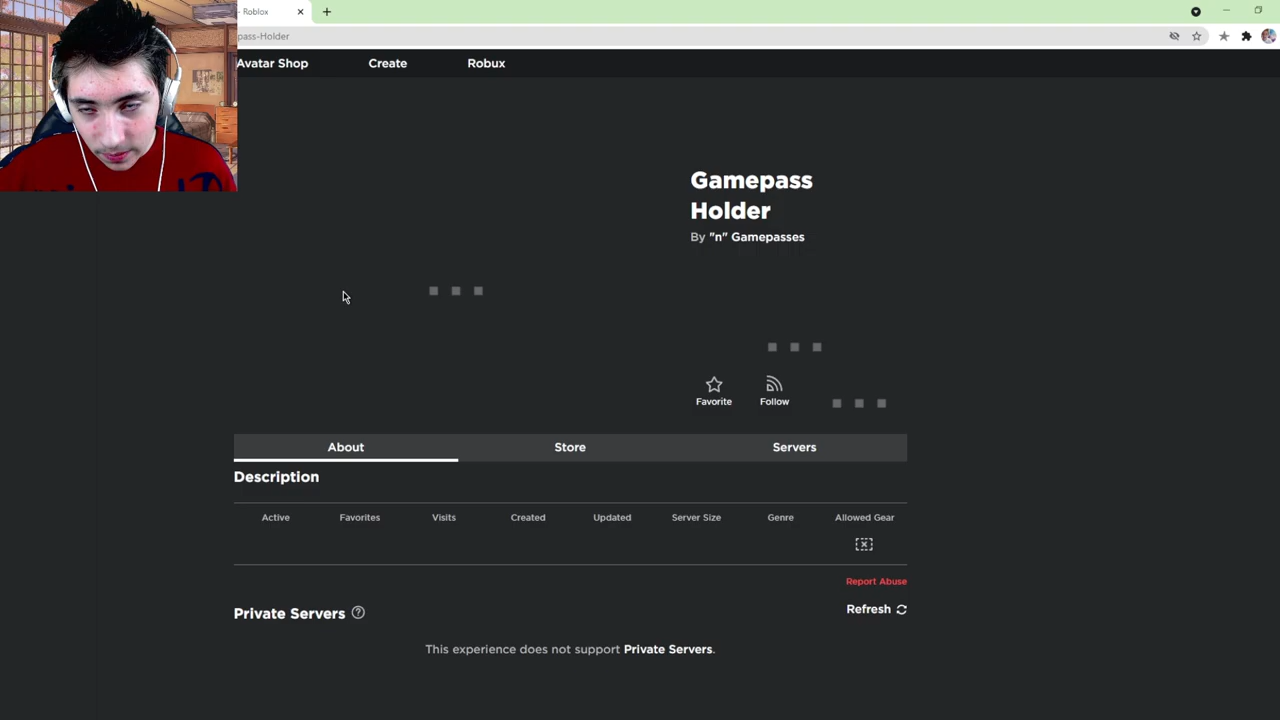 - Roblox
pass-Holder
Avatar Shop
Create
Robux
Gamepass
Holder
By "n" Gamepasses
Favorite
Follow
About
Store
Servers
Description
Active
Favorites
Visits
Created
Updated
Server Size
Genre
Allowed Gear
Report Abuse
Private Servers
Refresh
This experience does not support Private Servers.